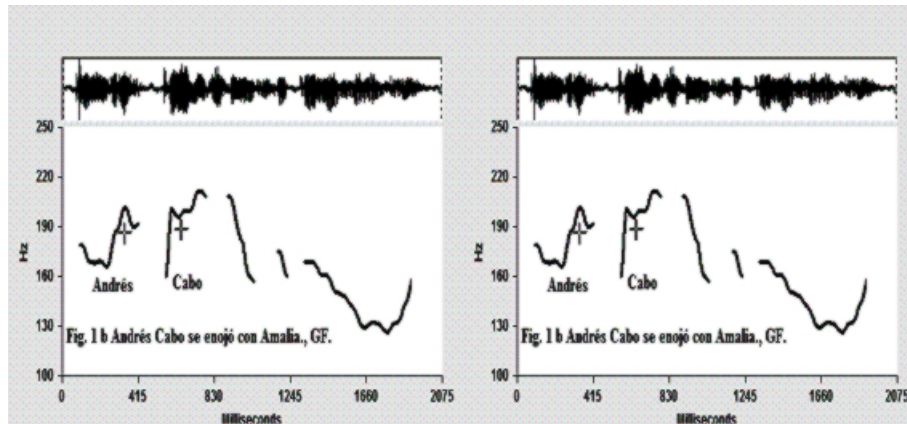 250 250
220 220
190 190
160 160
130 130
100 100
Hz Hz
Andrés Cabo Andrés Cabo
Fig. 1 b Andrés Cabo se enojó con Amalia., GF. Fig. 1 b Andrés Cabo se enojó con Amalia., GF.
0 415 830 1245 1660 2075 0 415 830 1245 1660 2075
Milliseconds Milliseconds